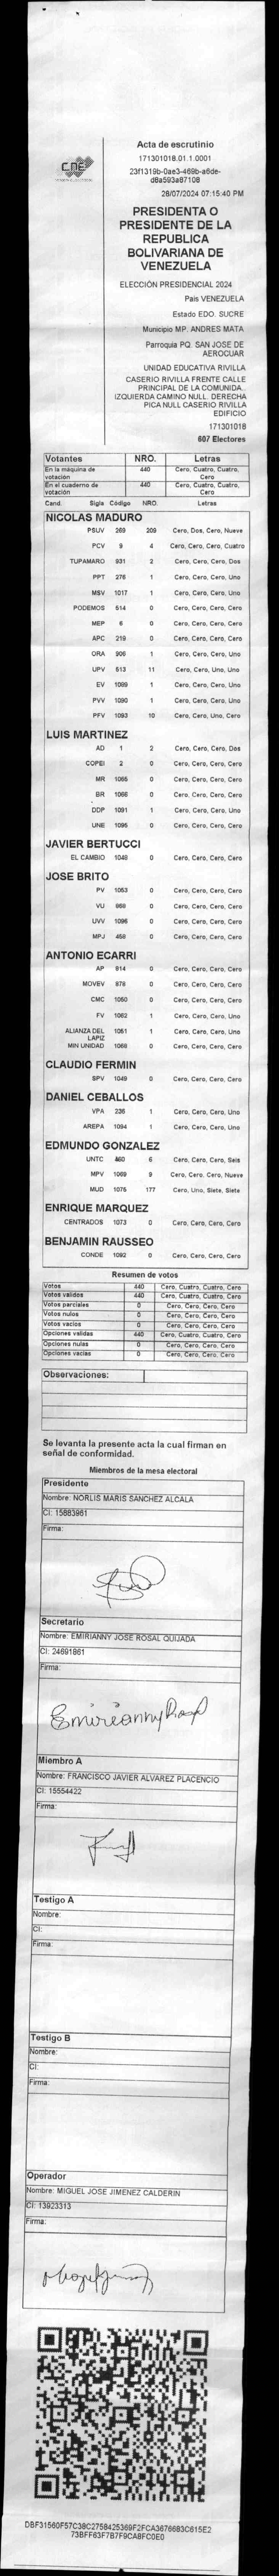 CNE
Acta de escrutinio
171301018.01.1.0001
23f1319b-0ae3-469b-a6de-
d8a593a87108
28/07/2024 07:15:40 PM
PRESIDENTA O
PRESIDENTE DE LA
REPUBLICA
BOLIVARIANA DE
VENEZUELA
ELECCIÓN PRESIDENCIAL 2024
Pais VENEZUELA
Estado EDO. SUCRE
Municipio MP. ANDRES MATA
Parroquia PQ. SAN JOSE DE
AEROCUAR
UNIDAD EDUCATIVA RIVILLA
CASERIO RIVILLA FRENTE CALLE
PRINCIPAL DE LA COMUNIDA..
IZQUIERDA CAMINO NULL. DERECHA
PICA NULL CASERIO RIVILLA
EDIFICIO
171301018
607 Electores
Votantes NRO. Letras
En la máquina de votación 440 Cero, Cuatro, Cuatro, Cero
En el cuaderno de votación 440 Cero, Cuatro, Cuatro, Cero
Cand. Sigla Código NRO. Letras
NICOLAS MADURO
PSUV 269 209 Cero, Dos, Cero, Nueve
PCV 9 4 Cero, Cero, Cero, Cuatro
TUPAMARO 931 2 Cero, Cero, Cero, Dos
PPT 276 1 Cero, Cero, Cero, Uno
MSV 1017 1 Cero, Cero, Cero, Uno
PODEMOS 514 0 Cero, Cero, Cero, Cero
MEP 6 0 Cero, Cero, Cero, Cero
APC 219 0 Cero, Cero, Cero, Cero
ORA 906 1 Cero, Cero, Cero, Uno
UPV 513 11 Cero, Cero, Uno, Uno
EV 1089 1 Cero, Cero, Cero, Uno
PVV 1090 1 Cero, Cero, Cero, Uno
PFV 1093 10 Cero, Cero, Uno, Cero
LUIS MARTINEZ
AD 1 2 Cero, Cero, Cero, Dos
COPEI 2 0 Cero, Cero, Cero, Cero
MR 1065 0 Cero, Cero, Cero, Cero
BR 1066 0 Cero, Cero, Cero, Cero
DDP 1091 1 Cero, Cero, Cero, Uno
UNE 1095 0 Cero, Cero, Cero, Cero
JAVIER BERTUCCI
EL CAMBIO 1048 0 Cero, Cero, Cero, Cero
JOSE BRITO
PV 1053 0 Cero, Cero, Cero, Cero
VU 968 0 Cero, Cero, Cero, Cero
UVV 1096 0 Cero, Cero, Cero, Cero
MPJ 458 0 Cero, Cero, Cero, Cero
ANTONIO ECARRI
AP 814 0 Cero, Cero, Cero, Cero
MOVEV 878 0 Cero, Cero, Cero, Cero
CMC 1050 0 Cero, Cero, Cero, Cero
FV 1062 1 Cero, Cero, Cero, Uno
ALIANZA DEL LAPIZ 1051 1 Cero, Cero, Cero, Uno
MIN UNIDAD 1068 0 Cero, Cero, Cero, Cero
CLAUDIO FERMIN
SPV 1049 0 Cero, Cero, Cero, Cero
DANIEL CEBALLOS
VPA 236 1 Cero, Cero, Cero, Uno
AREPA 1094 1 Cero, Cero, Cero, Uno
EDMUNDO GONZALEZ
UNTC 460 6 Cero, Cero, Cero, Seis
MPV 1069 9 Cero, Cero, Cero, Nueve
MUD 1075 177 Cero, Uno, Siete, Siete
ENRIQUE MARQUEZ
CENTRADOS 1073 0 Cero, Cero, Cero, Cero
BENJAMIN RAUSSEO
CONDE 1092 0 Cero, Cero, Cero, Cero
Resumen de votos
Votos 440 Cero, Cuatro, Cuatro, Cero
Votos validos 440 Cero, Cuatro, Cuatro, Cero
Votos parciales 0 Cero, Cero, Cero, Cero
Votos nulos 0 Cero, Cero, Cero, Cero
Votos vacios 0 Cero, Cero, Cero, Cero
Opciones validas 440 Cero, Cuatro, Cuatro, Cero
Opciones nulas 0 Cero, Cero, Cero, Cero
Opciones vacias 0 Cero, Cero, Cero, Cero
Observaciones:
Se levanta la presente acta la cual firman en
señal de conformidad.
Miembros de la mesa electoral
Presidente
Nombre: NORLIS MARIS SANCHEZ ALCALA
CI: 15883961
Firma:
Secretario
Nombre: EMIRIANNY JOSE ROSAL QUIJADA
CI: 24691861
Firma:
Emirianny Rosal
Miembro A
Nombre: FRANCISCO JAVIER ALVAREZ PLACENCIO
CI: 15554422
Firma:
Testigo A
Nombre:
CI:
Firma:
Testigo B
Nombre:
CI:
Firma:
Operador
Nombre: MIGUEL JOSE JIMENEZ CALDERIN
CI: 13923313
Firma:
DBF31560F57C38C2758425369F2FCA3676683C615E2
73BFF63F7B7F9CABFC0E0